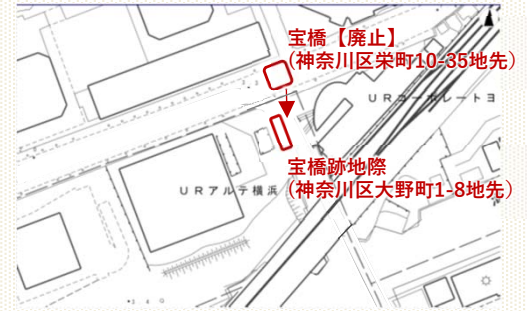 宝橋【廃止】
(神奈川区栄町10-35地先)
URコーポレートヨ
宝橋跡地際
(神奈川区大野町1-8地先)
URアルテ横浜